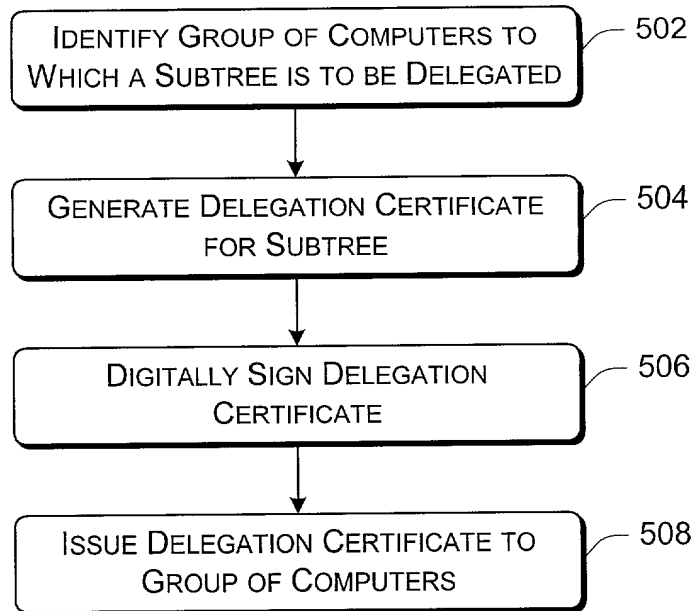 IDENTIFY GROUP OF COMPUTERS TO
WHICH A SUBTREE IS TO BE DELEGATED
502
GENERATE DELEGATION CERTIFICATE
FOR SUBTREE
504
DIGITALLY SIGN DELEGATION
CERTIFICATE
506
ISSUE DELEGATION CERTIFICATE TO
GROUP OF COMPUTERS
508